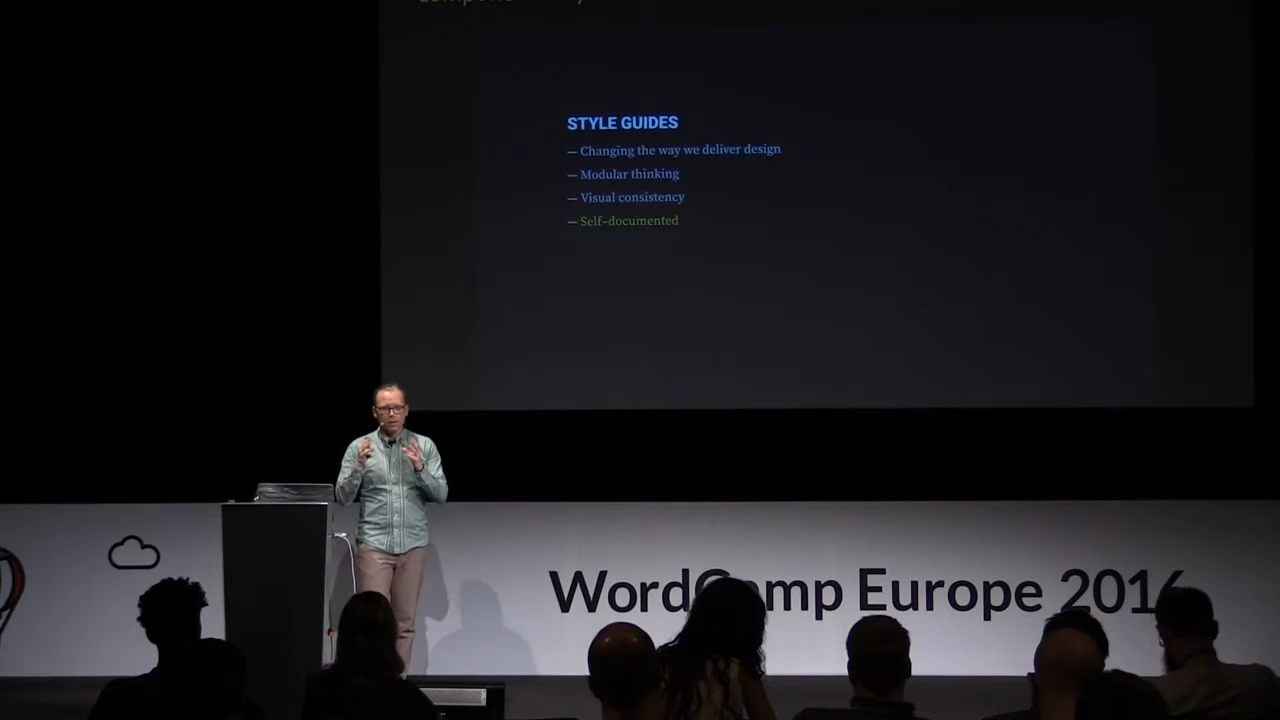 STYLE GUIDES
— Changing the way we deliver design
— Modular thinking
— Visual consistency
— Self-documented
WordCamp Europe 2016